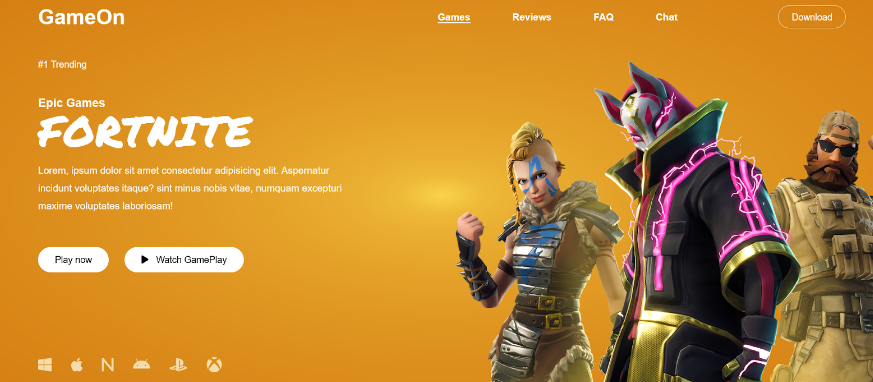 GameOn
Games Reviews FAQ Chat Download
#1 Trending
Epic Games
FORTNITE
Lorem, ipsum dolor sit amet consectetur adipisicing elit. Aspernatur
incidunt voluptates itaque? sint minus nobis vitae, numquam excepturi
maxime voluptates laboriosam!
Play now Watch GamePlay